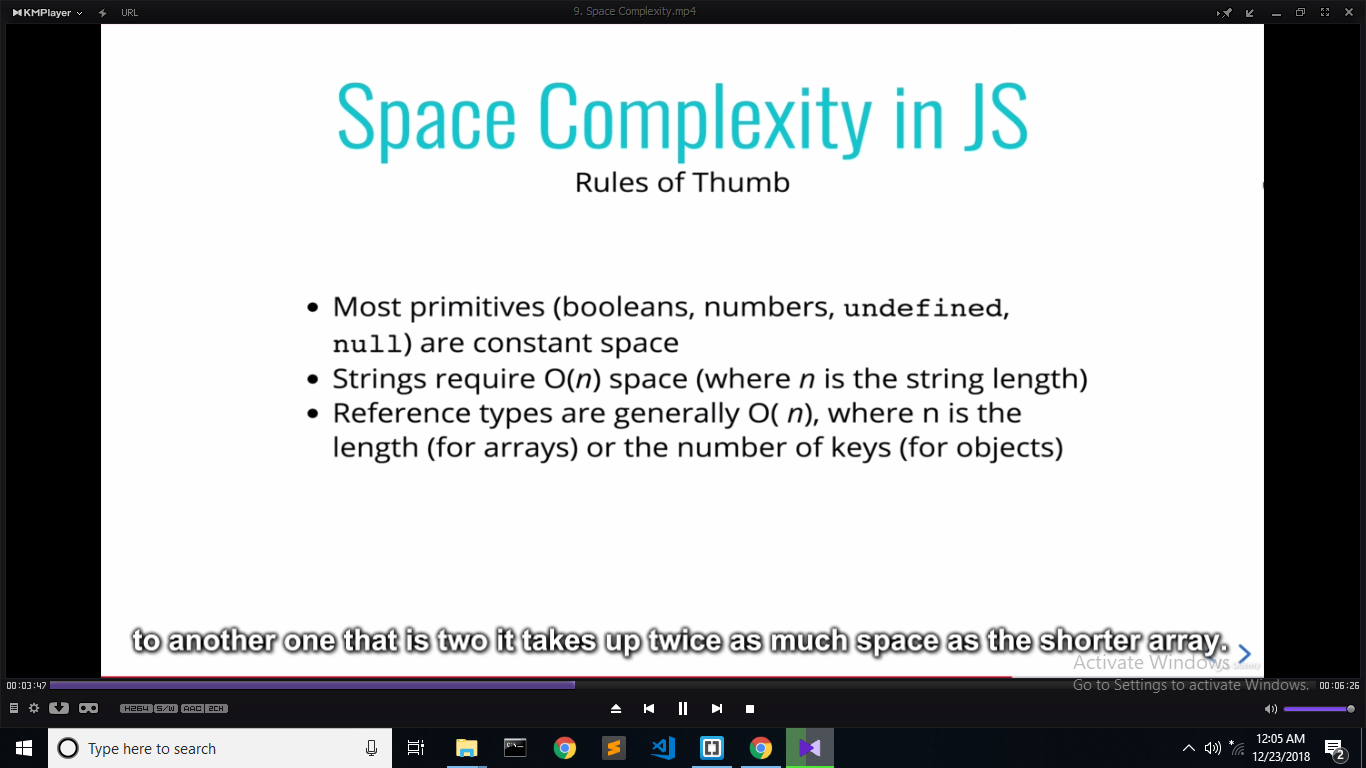 KMPlayer
URL
9. Space Complexity.mp4
Space Complexity in JS
Rules of Thumb
• Most primitives (booleans, numbers, undefined,
null) are constant space
• Strings require O(n) space (where n is the string length)
• Reference types are generally O( n), where n is the
length (for arrays) or the number of keys (for objects)
to another one that is two it takes up twice as much space as the shorter array.
Activate Windows
Go to Settings to activate Windows.
00:03:47
00:06:26
H264 S/W AAC 2CH
Type here to search
12:05 AM
12/23/2018
2